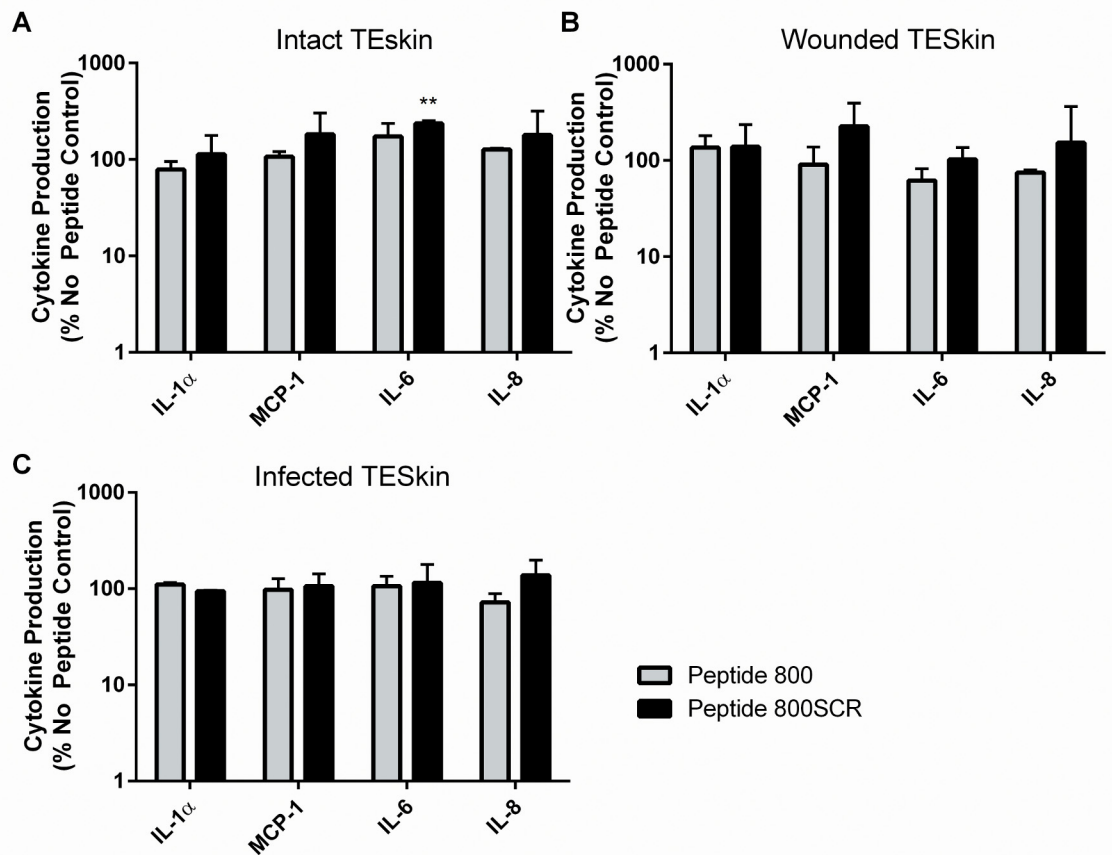 A
Intact TEskin
Cytokine Production
(% No Peptide Control)
1000
100
10
1
**
IL-1α
MCP-1
IL-6
IL-8
B
Wounded TESkin
Cytokine Production
(% No Peptide Control)
1000
100
10
1
IL-1α
MCP-1
IL-6
IL-8
C
Infected TESkin
Cytokine Production
(% No Peptide Control)
1000
100
10
1
IL-1α
MCP-1
IL-6
IL-8
Peptide 800
Peptide 800SCR